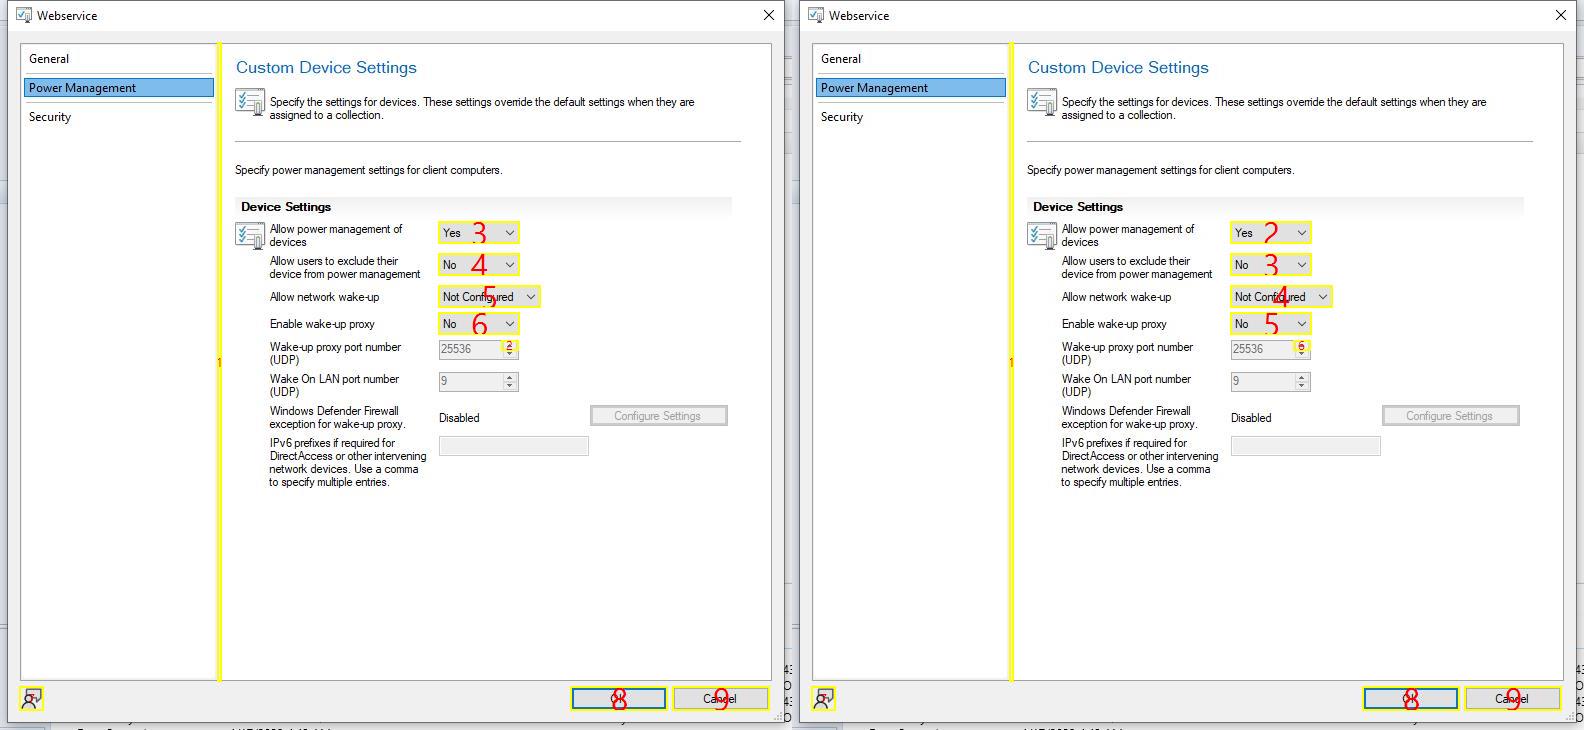 Webservice
General
Power Management
Security
Custom Device Settings
Specify the settings for devices. These settings override the default settings when they are
assigned to a collection.
Specify power management settings for client computers.
Device Settings
Allow power management of
devices
Yes 3
Allow users to exclude their
device from power management
No 4
Allow network wake-up
Not Configured 5
Enable wake-up proxy
No 6
1
Wake-up proxy port number
(UDP)
25536 2
Wake On LAN port number
(UDP)
9
Windows Defender Firewall
exception for wake-up proxy.
Disabled
Configure Settings
IPv6 prefixes if required for
DirectAccess or other intervening
network devices. Use a comma
to specify multiple entries.
8
Cancel 9
Webservice
General
Power Management
Security
Custom Device Settings
Specify the settings for devices. These settings override the default settings when they are
assigned to a collection.
Specify power management settings for client computers.
Device Settings
Allow power management of
devices
Yes 2
Allow users to exclude their
device from power management
No 3
Allow network wake-up
Not Configured 4
Enable wake-up proxy
No 5
1
Wake-up proxy port number
(UDP)
25536 6
Wake On LAN port number
(UDP)
9
Windows Defender Firewall
exception for wake-up proxy.
Disabled
Configure Settings
IPv6 prefixes if required for
DirectAccess or other intervening
network devices. Use a comma
to specify multiple entries.
8
Cancel 9